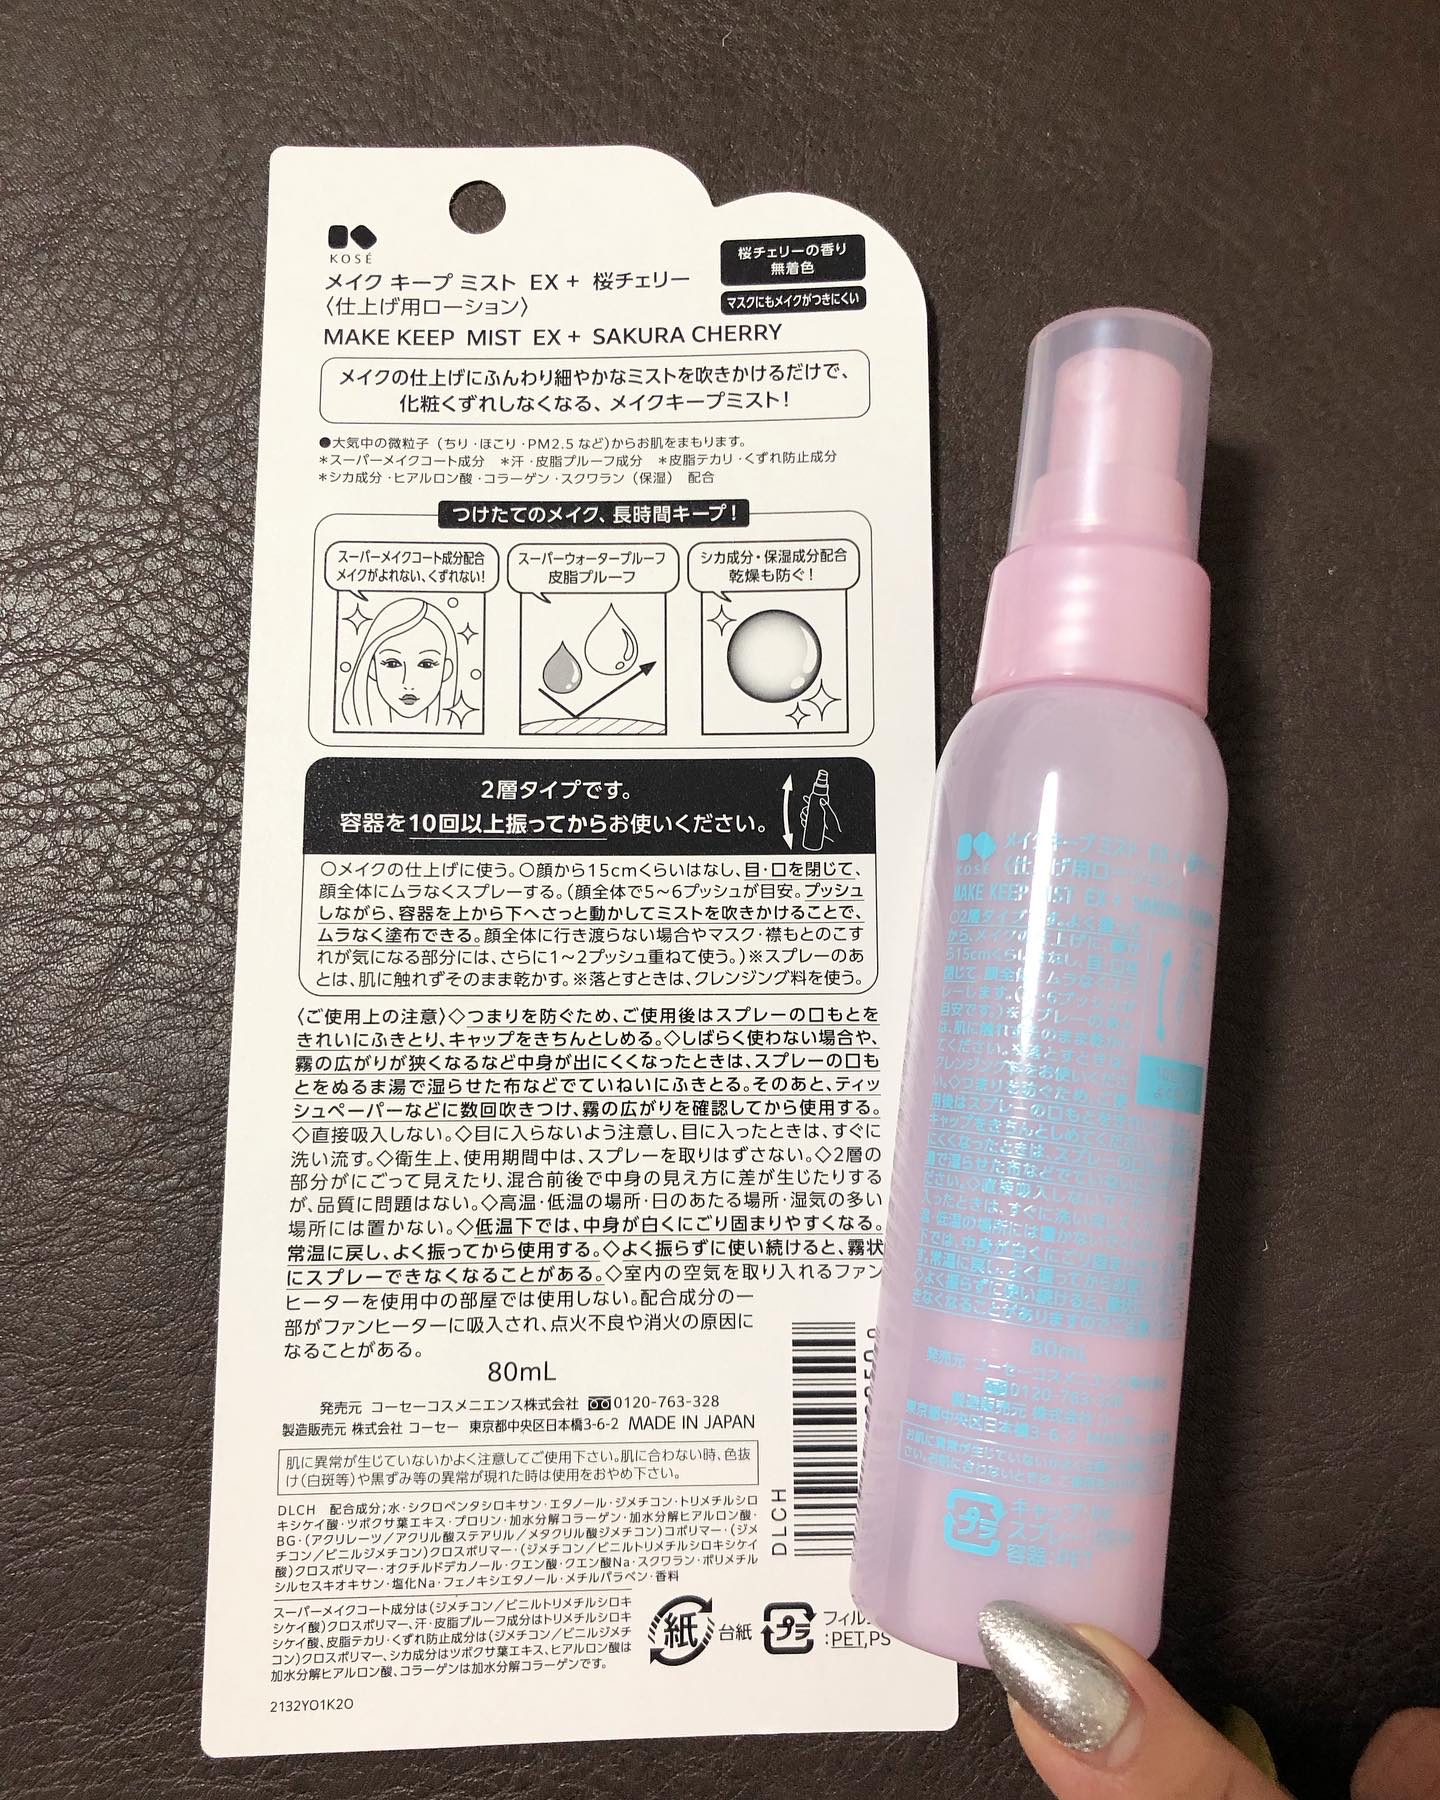 KOSÉ
メイク キープ ミスト EX + 桜チェリー
〈仕上げ用ローション〉
MAKE KEEP MIST EX + SAKURA CHERRY
桜チェリーの香り
無着色
マスクにもメイクがつきにくい
メイクの仕上げにふんわり細やかなミストを吹きかけるだけで、
化粧くずれしなくなる、メイクキープミスト!
●大気中の微粒子（ちり・ほこり・PM2.5 など)からお肌をまもります。
＊スーパーメイクコート成分 ＊汗・皮脂プルーフ成分 ＊皮脂テカリ・くずれ防止成分
＊シカ成分・ヒアルロン酸・コラーゲン・スクワラン（保湿） 配合
つけたてのメイク、長時間キープ!
スーパーメイクコート成分配合
メイクがよれない、くずれない!
スーパーウォータープルーフ
皮脂プルーフ
シカ成分・保湿成分配合
乾燥も防ぐ!
2層タイプです。
容器を10回以上振ってからお使いください。
○メイクの仕上げに使う。○顔から15cmくらいはなし、目・口を閉じて、
顔全体にムラなくスプレーする。(顔全体で5～6プッシュが目安。プッシュ
しながら、容器を上から下へさっと動かしてミストを吹きかけることで、
ムラなく塗布できる。顔全体に行き渡らない場合やマスク・襟もとのこす
れが気になる部分には、さらに1～2プッシュ重ねて使う。)※スプレーのあ
とは、肌に触れずそのまま乾かす。※落とすときは、クレンジング料を使う。
〈ご使用上の注意〉◇つまりを防ぐため、ご使用後はスプレーの口もとを
きれいにふきとり、キャップをきちんとしめる。◇しばらく使わない場合や、
霧の広がりが狭くなるなど中身が出にくくなったときは、スプレーの口も
とをぬるま湯で湿らせた布などでていねいにふきとる。そのあと、ティッ
シュペーパーなどに数回吹きつけ、霧の広がりを確認してから使用する。
◇直接吸入しない。◇目に入らないよう注意し、目に入ったときは、すぐに
洗い流す。◇衛生上、使用期間中は、スプレーを取りはずさない。◇2層の
部分がにごって見えたり、混合前後で中身の見え方に差が生じたりする
が、品質に問題はない。◇高温・低温の場所・日のあたる場所・湿気の多い
場所には置かない。◇低温下では、中身が白くにごり固まりやすくなる。
常温に戻し、よく振ってから使用する。◇よく振らずに使い続けると、霧状
にスプレーできなくなることがある。◇室内の空気を取り入れるファン
ヒーターを使用中の部屋では使用しない。配合成分の一
部がファンヒーターに吸入され、点火不良や消火の原因に
なることがある。
80mL
発売元 コーセーコスメニエンス株式会社 0120-763-328
製造販売元 株式会社 コーセー 東京都中央区日本橋3-6-2 MADE IN JAPAN
肌に異常が生じていないかよく注意してご使用下さい。肌に合わない時、色抜
け(白斑等)や黒ずみ等の異常が現れた時は使用をおやめ下さい。
DLCH 配合成分;水・シクロペンタシロキサン・エタノール・ジメチコン・トリメチルシロ
キシケイ酸・ツボクサ葉エキス・プロリン・加水分解コラーゲン・加水分解ヒアルロン酸・
BG・(アクリレーツ／アクリル酸ステアリル／メタクリル酸ジメチコン)コポリマー・(ジメ
チコン／ビニルジメチコン)クロスポリマー・(ジメチコン／ビニルトリメチルシロキシケイ
酸)クロスポリマー・オクチルドデカノール・クエン酸・クエン酸Na・スクワラン・ポリメチル
シルセスキオキサン・塩化Na・フェノキシエタノール・メチルパラベン・香料
スーパーメイクコート成分は(ジメチコン／ビニルトリメチルシロキ
シケイ酸)クロスポリマー、汗・皮脂プルーフ成分はトリメチルシロキ
シケイ酸、皮脂テカリ・くずれ防止成分は(ジメチコン／ビニルジメチ
コン)クロスポリマー、シカ成分はツボクサ葉エキス、ヒアルロン酸は
加水分解ヒアルロン酸、コラーゲンは加水分解コラーゲンです。
2132YO1K2O
DLCH
紙 台紙
プラ フィル
:PET,PS
KOSÉ
メイク キープ ミスト EX +
〈仕上げ用ローション〉
MAKE KEEP MIST EX + SAKURA
80mL
発売元 コーセーコスメニエンス
0120-763-328
製造販売元 株式会社 コーセー
東京都中央区日本橋3-6-2 MADE IN
プラ
キャップ:
スプレー:
容器:PET